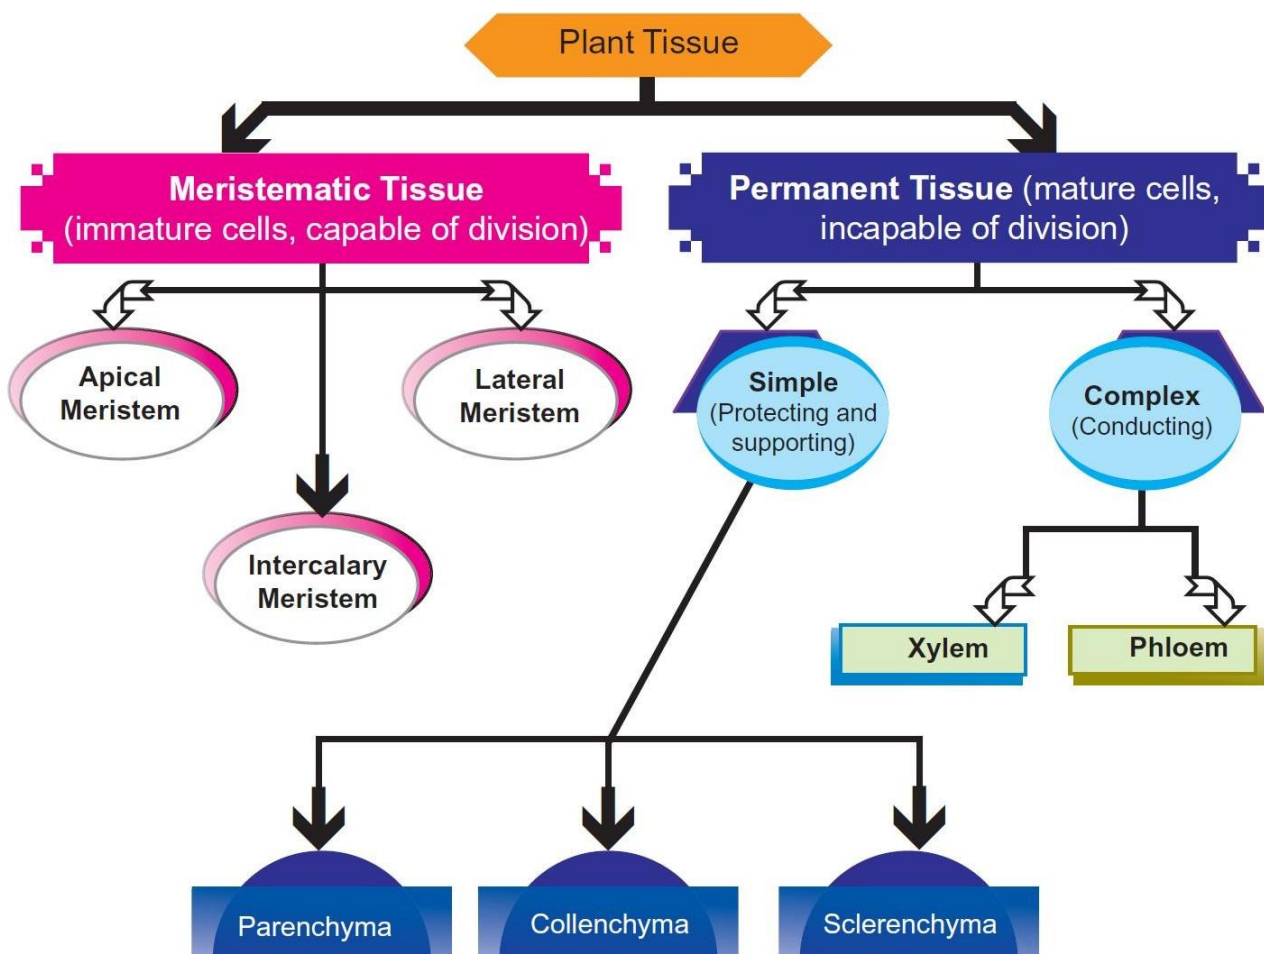 Plant Tissue
Meristematic Tissue
(immature cells, capable of division)
Permanent Tissue (mature cells,
incapable of division)
Apical
Meristem
Lateral
Meristem
Intercalary
Meristem
Simple
(Protecting and
supporting)
Complex
(Conducting)
Xylem
Phloem
Parenchyma
Collenchyma
Sclerenchyma